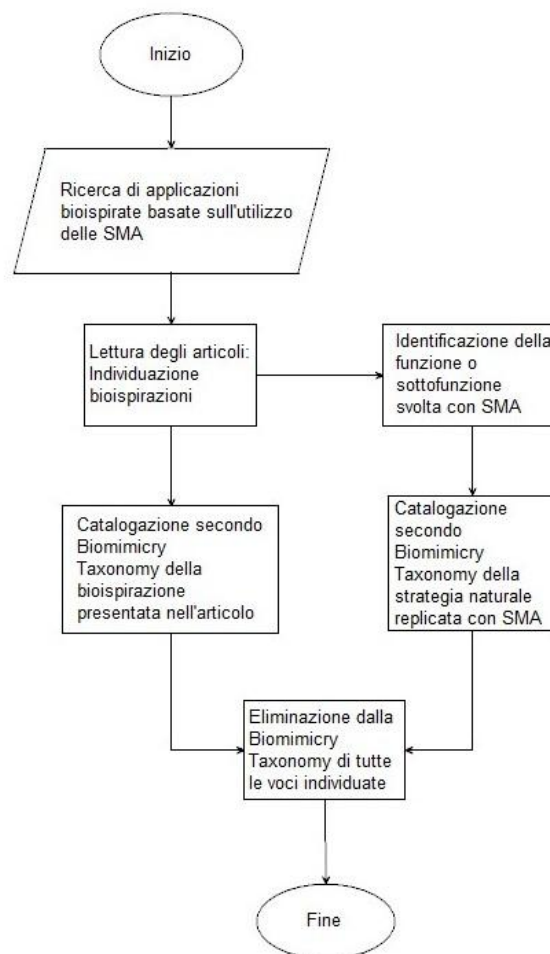 Inizio
Ricerca di applicazioni
bioispirate basate sull'utilizzo
delle SMA
Lettura degli articoli:
Individuazione
bioispirazioni
Identificazione della
funzione o
sottofunzione
svolta con SMA
Catalogazione secondo
Biomimicry
Taxonomy della
bioispirazione
presentata nell'articolo
Catalogazione
secondo
Biomimicry
Taxonomy della
strategia naturale
replicata con SMA
Eliminazione dalla
Biomimicry
Taxonomy di tutte
le voci individuate
Fine